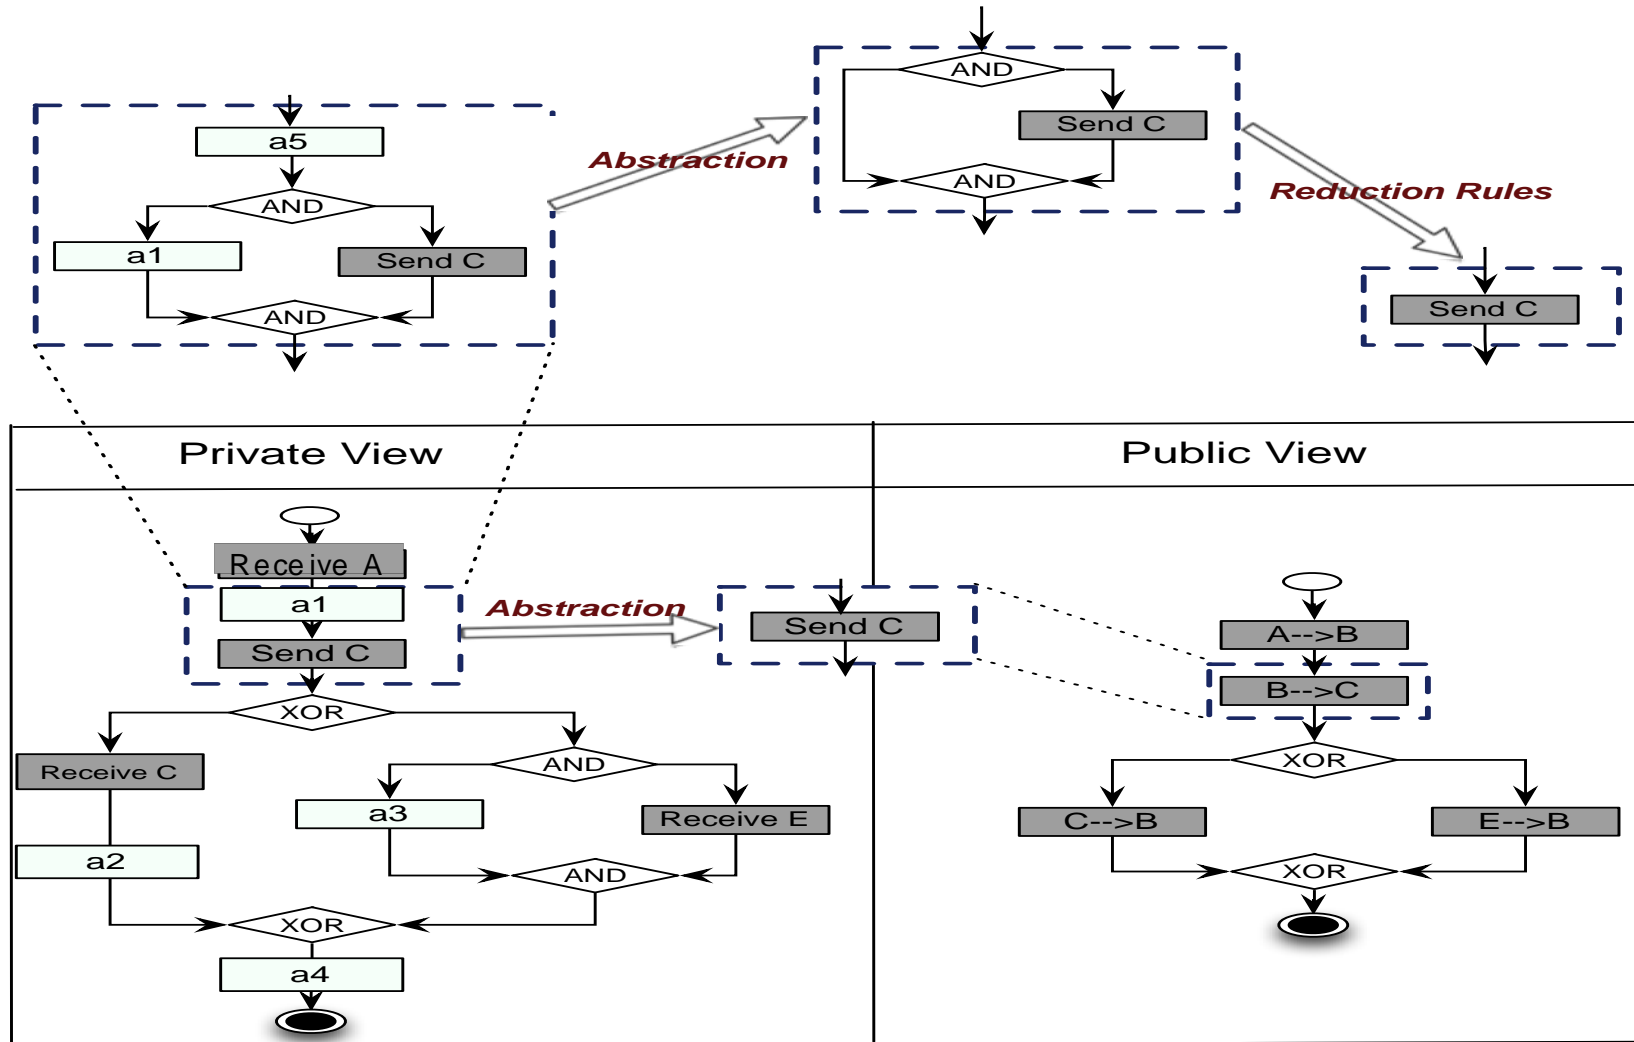 AND
Send C
AND
a5
AND
a1
Send C
AND
Abstraction
Reduction Rules
Send C
Private View
Public View
Receive A
a1
Send C
Abstraction
Send C
XOR
Receive C
AND
a3
Receive E
a2
AND
XOR
a4
A-->B
B-->C
XOR
C-->B
E-->B
XOR